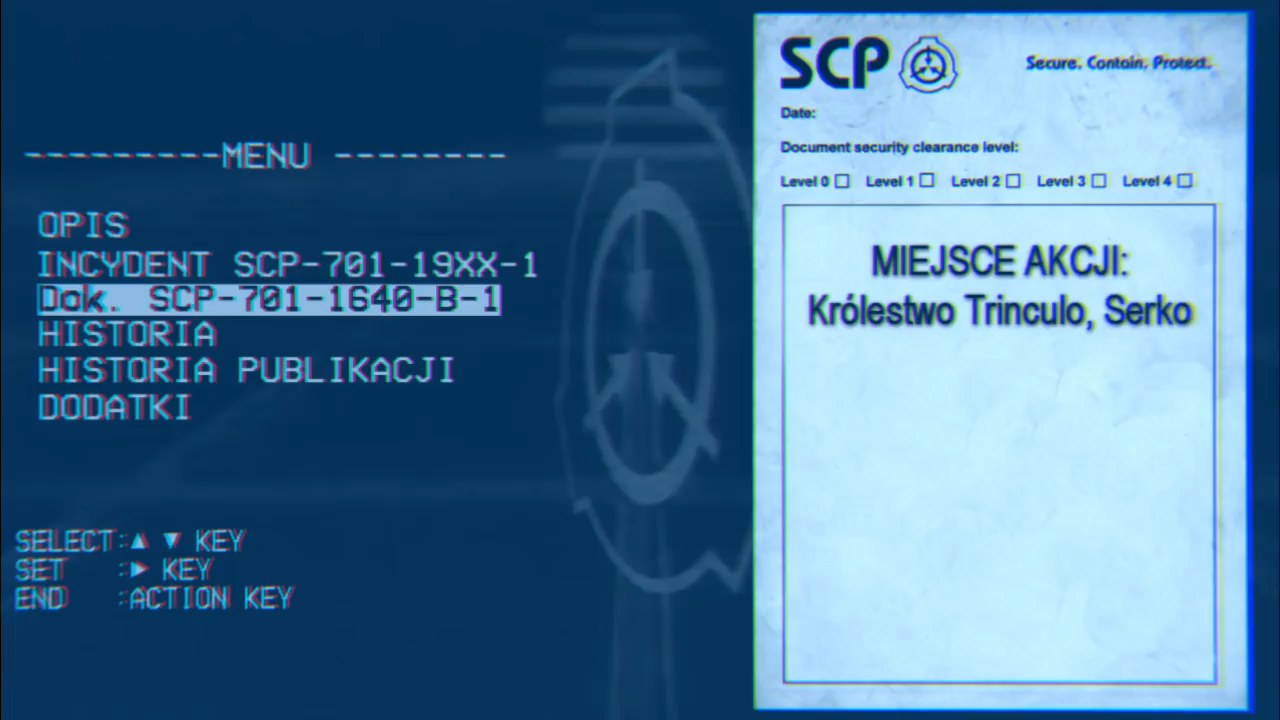 ---------MENU --------
OPIS
INCYDENT SCP-701-19XX-1
Dok. SCP-701-1640-B-1
HISTORIA
HISTORIA PUBLIKACJI
DODATKI
SELECT:▲ ▼ KEY
SET :► KEY
END :ACTION KEY
SCP
Secure. Contain. Protect.
Date:
Document security clearance level:
Level 0 ☐ Level 1 ☐ Level 2 ☐ Level 3 ☐ Level 4 ☐
MIEJSCE AKCJI:
Królestwo Trinculo, Serko